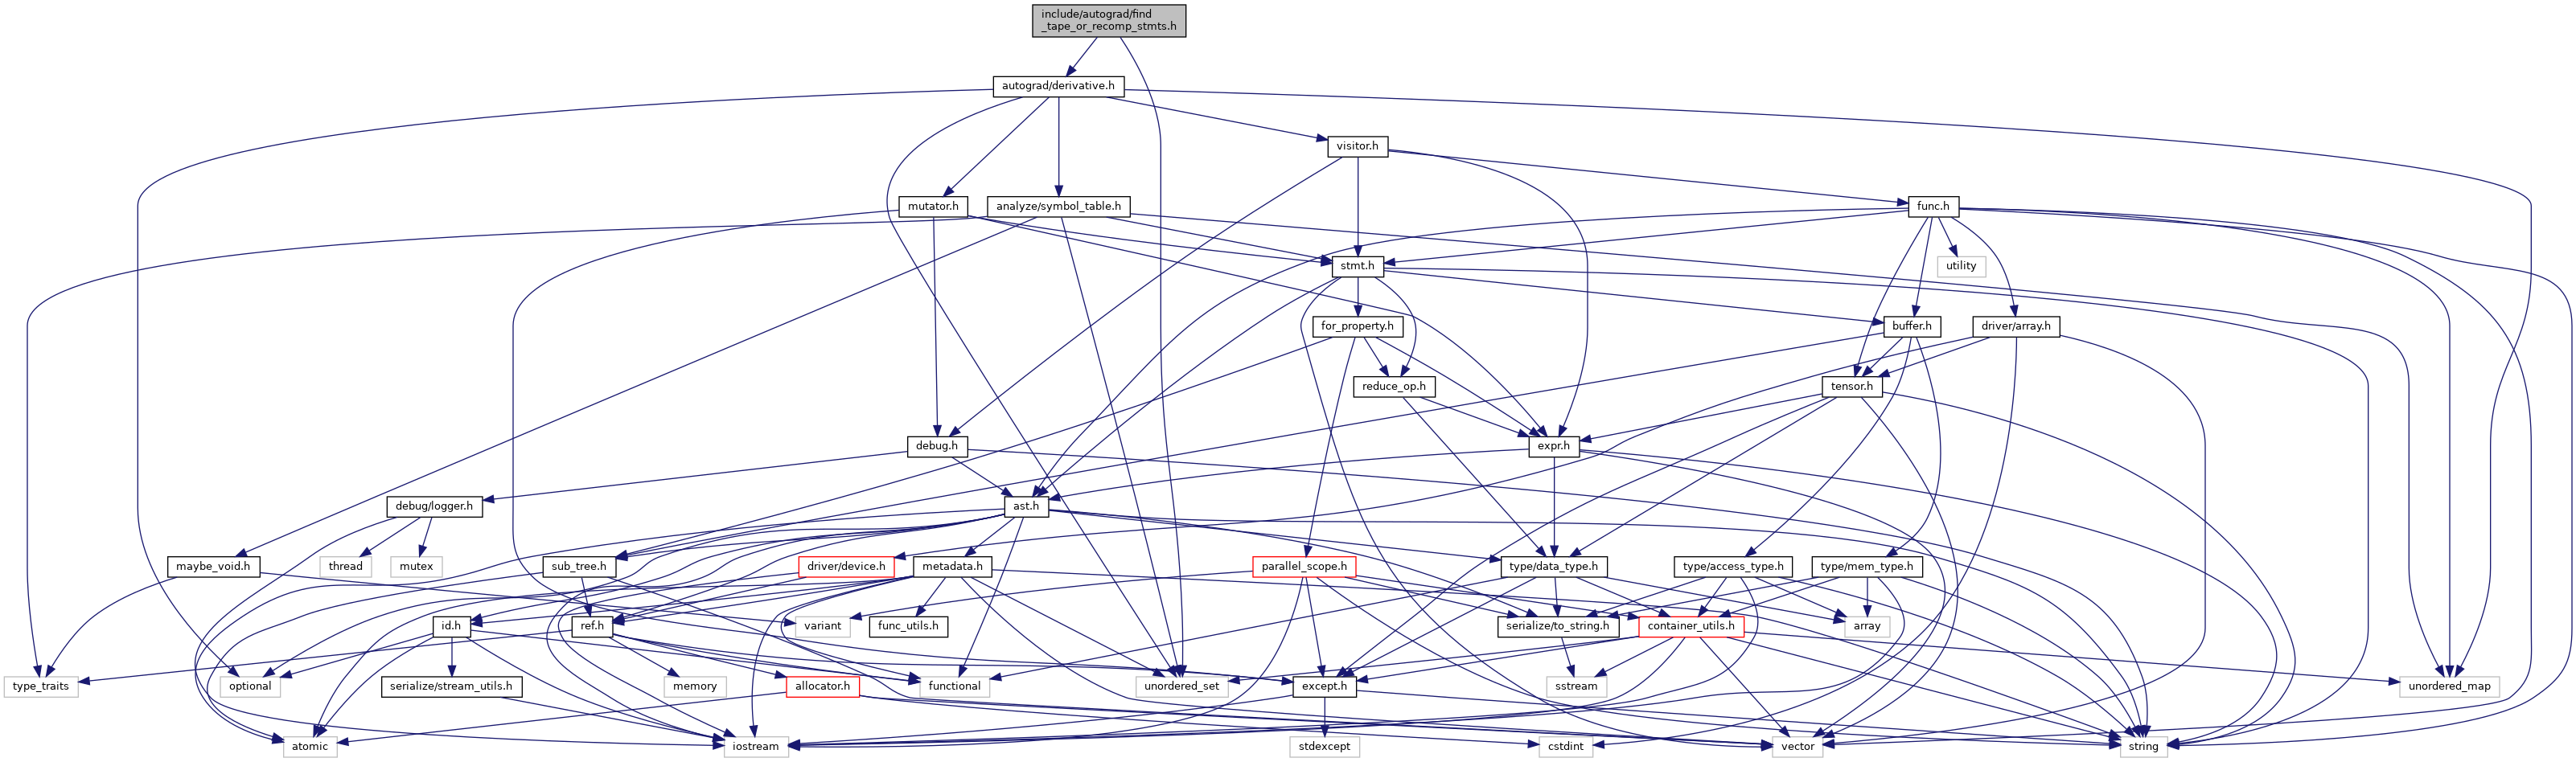 include/autograd/find
_tape_or_recomp_stmts.h
autograd/derivative.h
visitor.h
mutator.h
analyze/symbol_table.h
func.h
stmt.h
utility
for_property.h
buffer.h
driver/array.h
reduce_op.h
tensor.h
debug.h
expr.h
debug/logger.h
ast.h
maybe_void.h
thread
mutex
sub_tree.h
driver/device.h
metadata.h
parallel_scope.h
type/data_type.h
type/access_type.h
type/mem_type.h
id.h
ref.h
variant
func_utils.h
serialize/to_string.h
container_utils.h
array
type_traits
optional
serialize/stream_utils.h
memory
allocator.h
functional
unordered_set
except.h
sstream
unordered_map
atomic
iostream
stdexcept
cstdint
vector
string